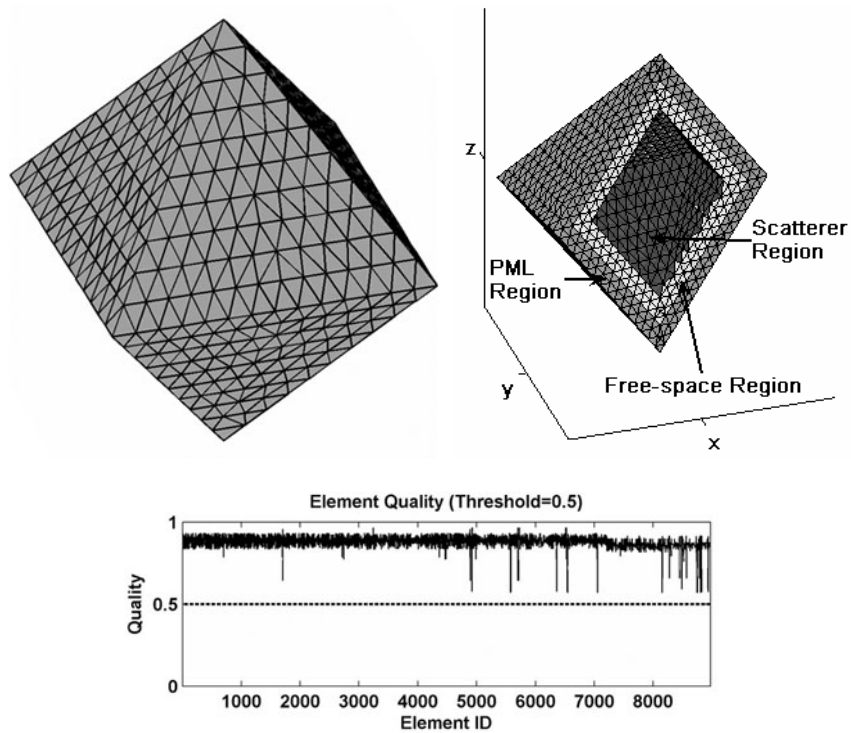 z
Scatterer
Region
PML
Region
Free-space Region
y
x
Element Quality (Threshold=0.5)
1
0.5
0
Quality
1000 2000 3000 4000 5000 6000 7000 8000
Element ID